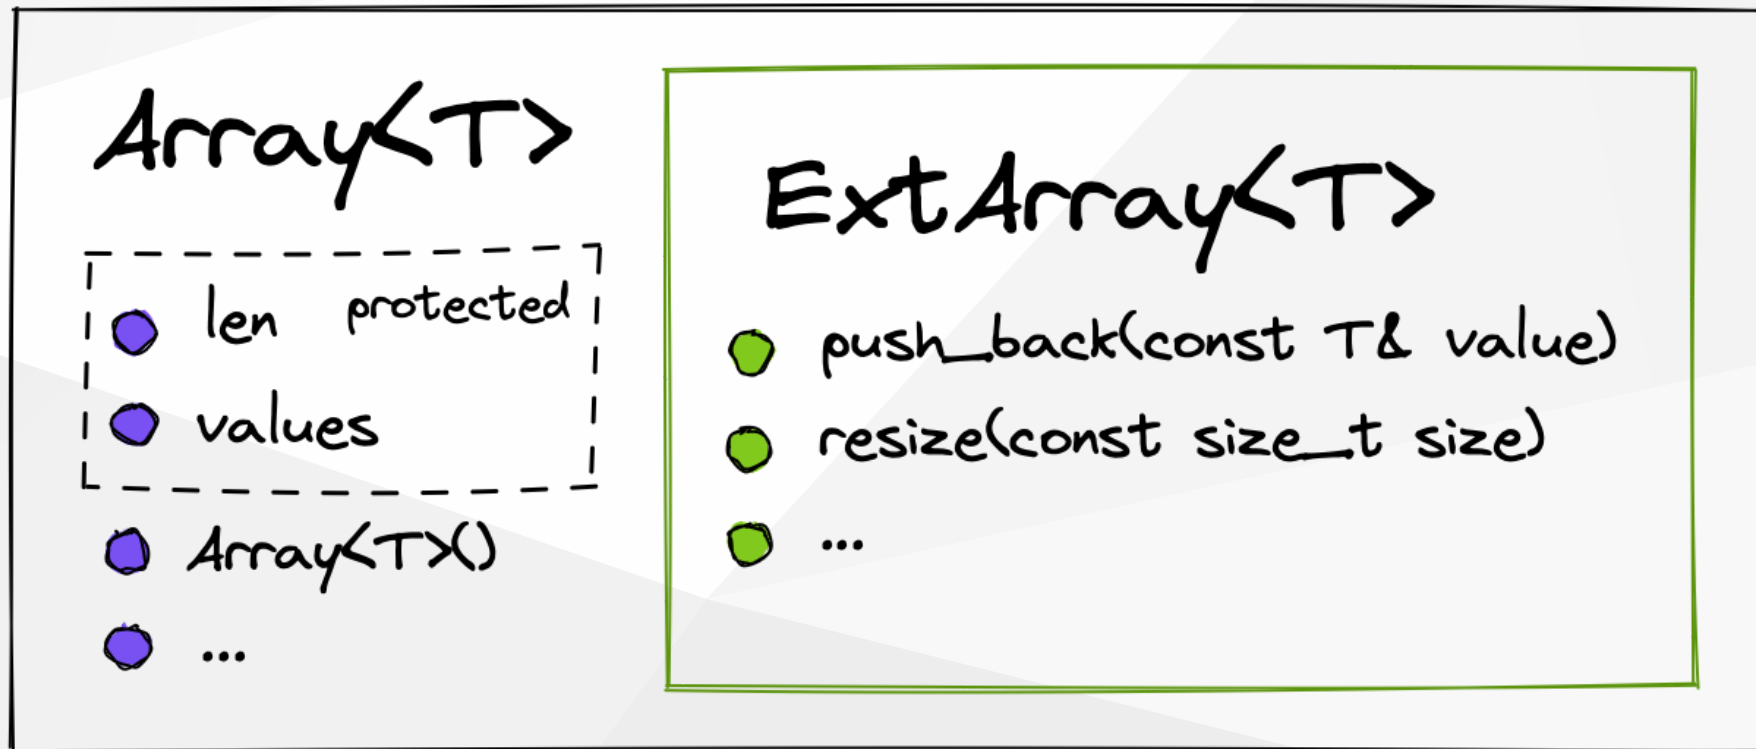 Array<T>
len protected
values
Array<T>()
...
ExtArray<T>
push_back(const T& value)
resize(const size_t size)
...